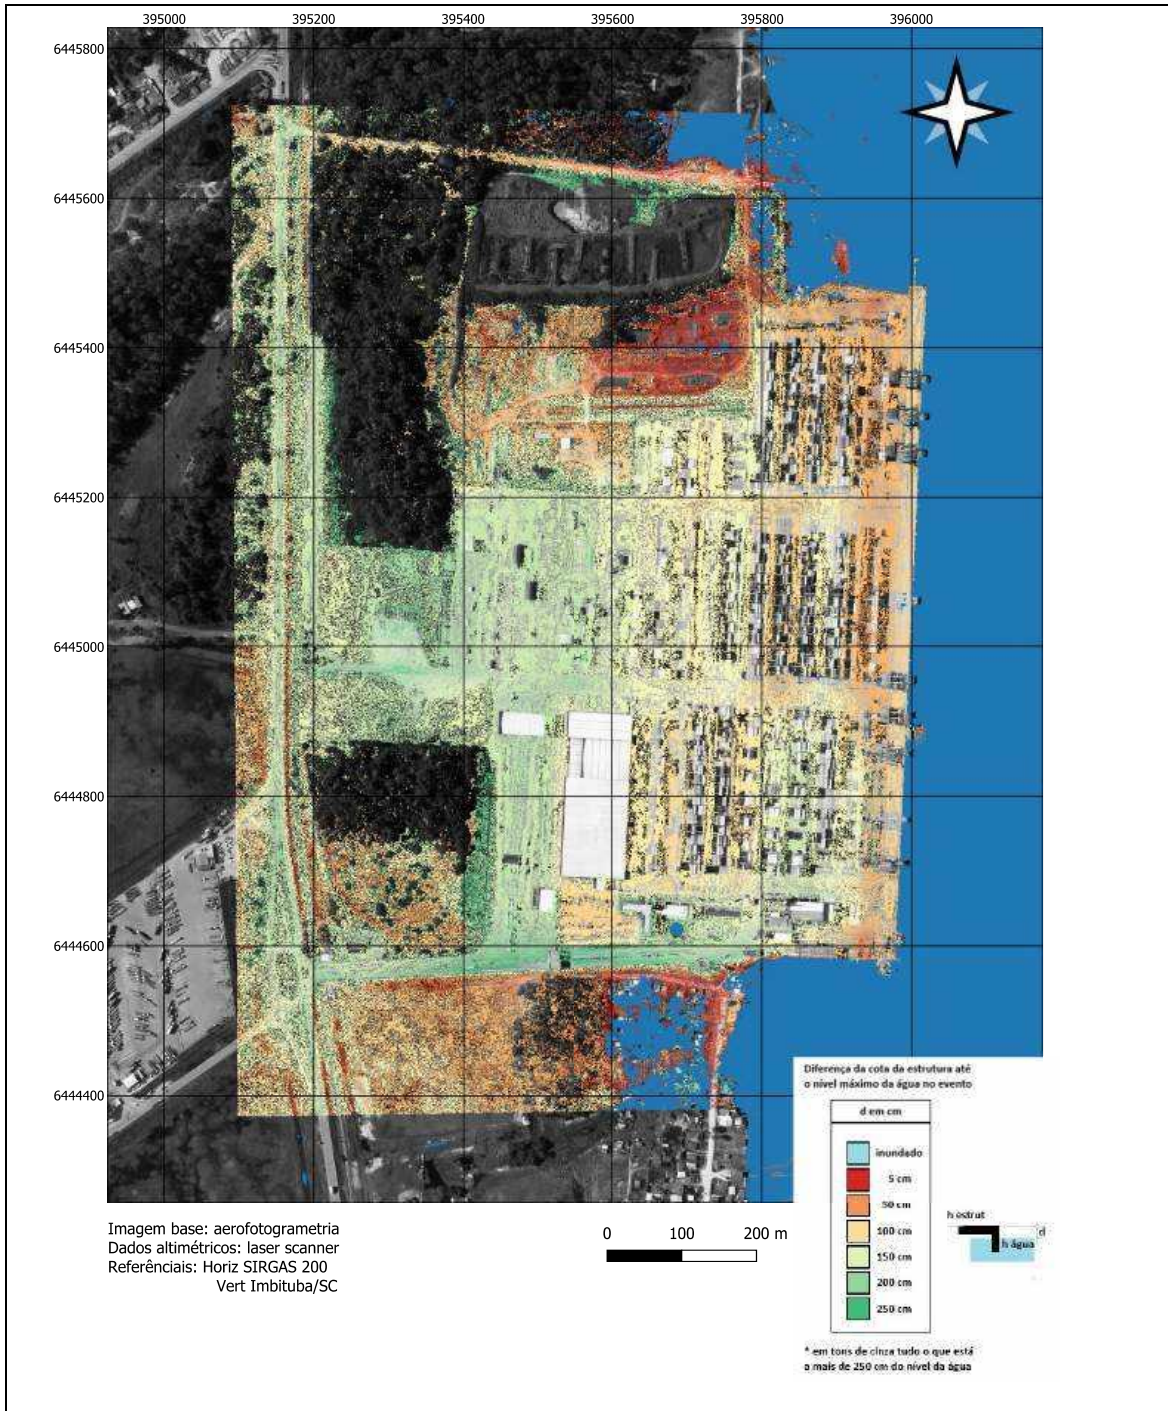 395000 395200 395400 395600 395800 396000
6445800
6445600
6445400
6445200
6445000
6444800
6444600
6444400
Diferença da cota da estrutura até
o nível máximo da água no evento
d em cm
inundado
5 cm
50 cm
100 cm
150 cm
200 cm
250 cm
h estrut
d
h água
* em tons de cinza tudo o que está
a mais de 250 cm do nível da água
Imagem base: aerofotogrametria
Dados altimétricos: laser scanner
Referênciais: Horiz SIRGAS 200
Vert Imbituba/SC
0 100 200 m